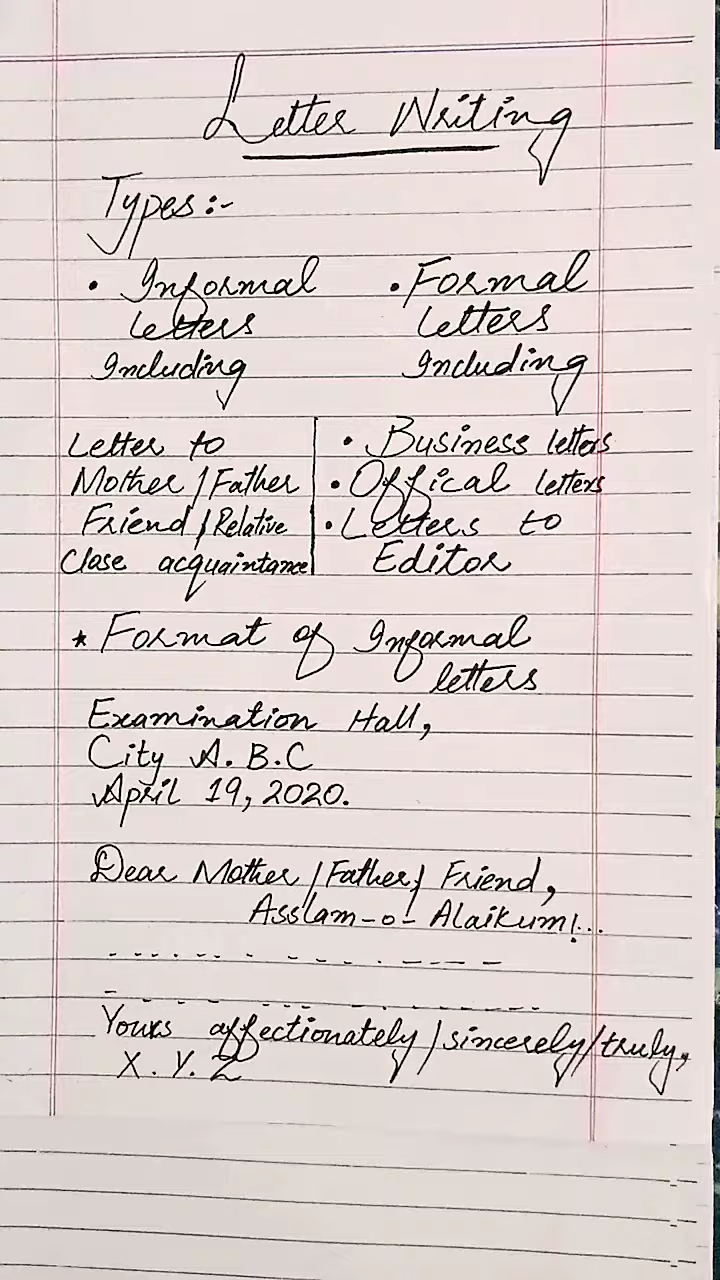 Letter Writing
Types:-
• Informal
letters
Including
• Formal
letters
Including
Letter to
Mother / Father
Friend / Relative
Close acquaintance
• Business letters
• Offical letters
• Letters to
Editor
* Format of Informal
letters
Examination Hall,
City A.B.C
April 19, 2020.
Dear Mother / Father / Friend,
Asslam-o-Alaikum!...
Yours affectionately / sincerely / truly,
X.Y.Z